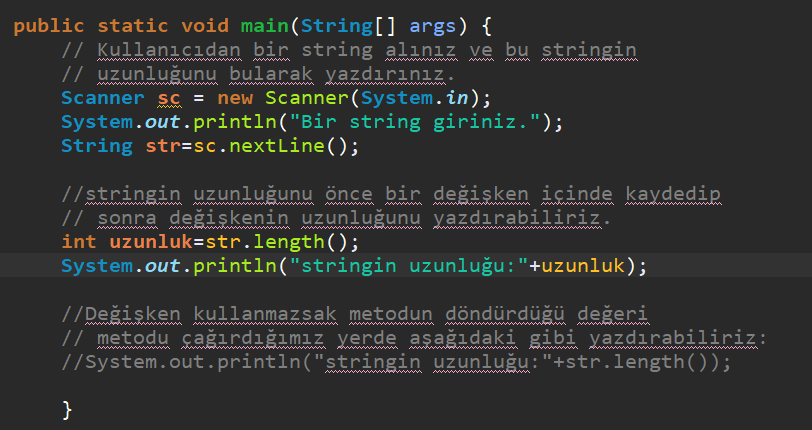 public static void main(String[] args) {
// Kullanıcıdan bir string alınız ve bu stringin
// uzunluğunu bularak yazdırınız.
Scanner sc = new Scanner(System.in);
System.out.println("Bir string giriniz.");
String str=sc.nextLine();
//stringin uzunluğunu önce bir değişken içinde kaydedip
// sonra değişkenin uzunluğunu yazdırabiliriz.
int uzunluk=str.length();
System.out.println("stringin uzunluğu:"+uzunluk);
//Değişken kullanmazsak metodun döndürdüğü değeri
// metodu çağırdığımız yerde aşağıdaki gibi yazdırabiliriz:
//System.out.println("stringin uzunluğu:"+str.length());
}